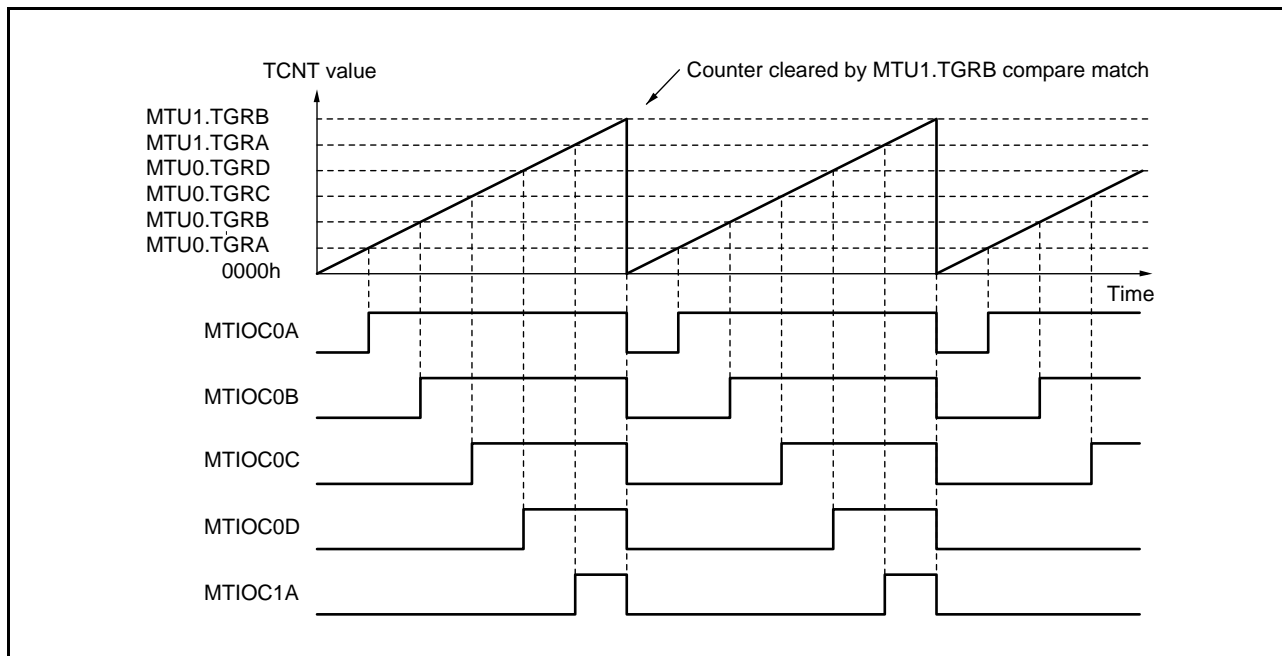 TCNT value
Counter cleared by MTU1.TGRB compare match
MTU1.TGRB
MTU1.TGRA
MTU0.TGRD
MTU0.TGRC
MTU0.TGRB
MTU0.TGRA
0000h
Time
MTIOC0A
MTIOC0B
MTIOC0C
MTIOC0D
MTIOC1A